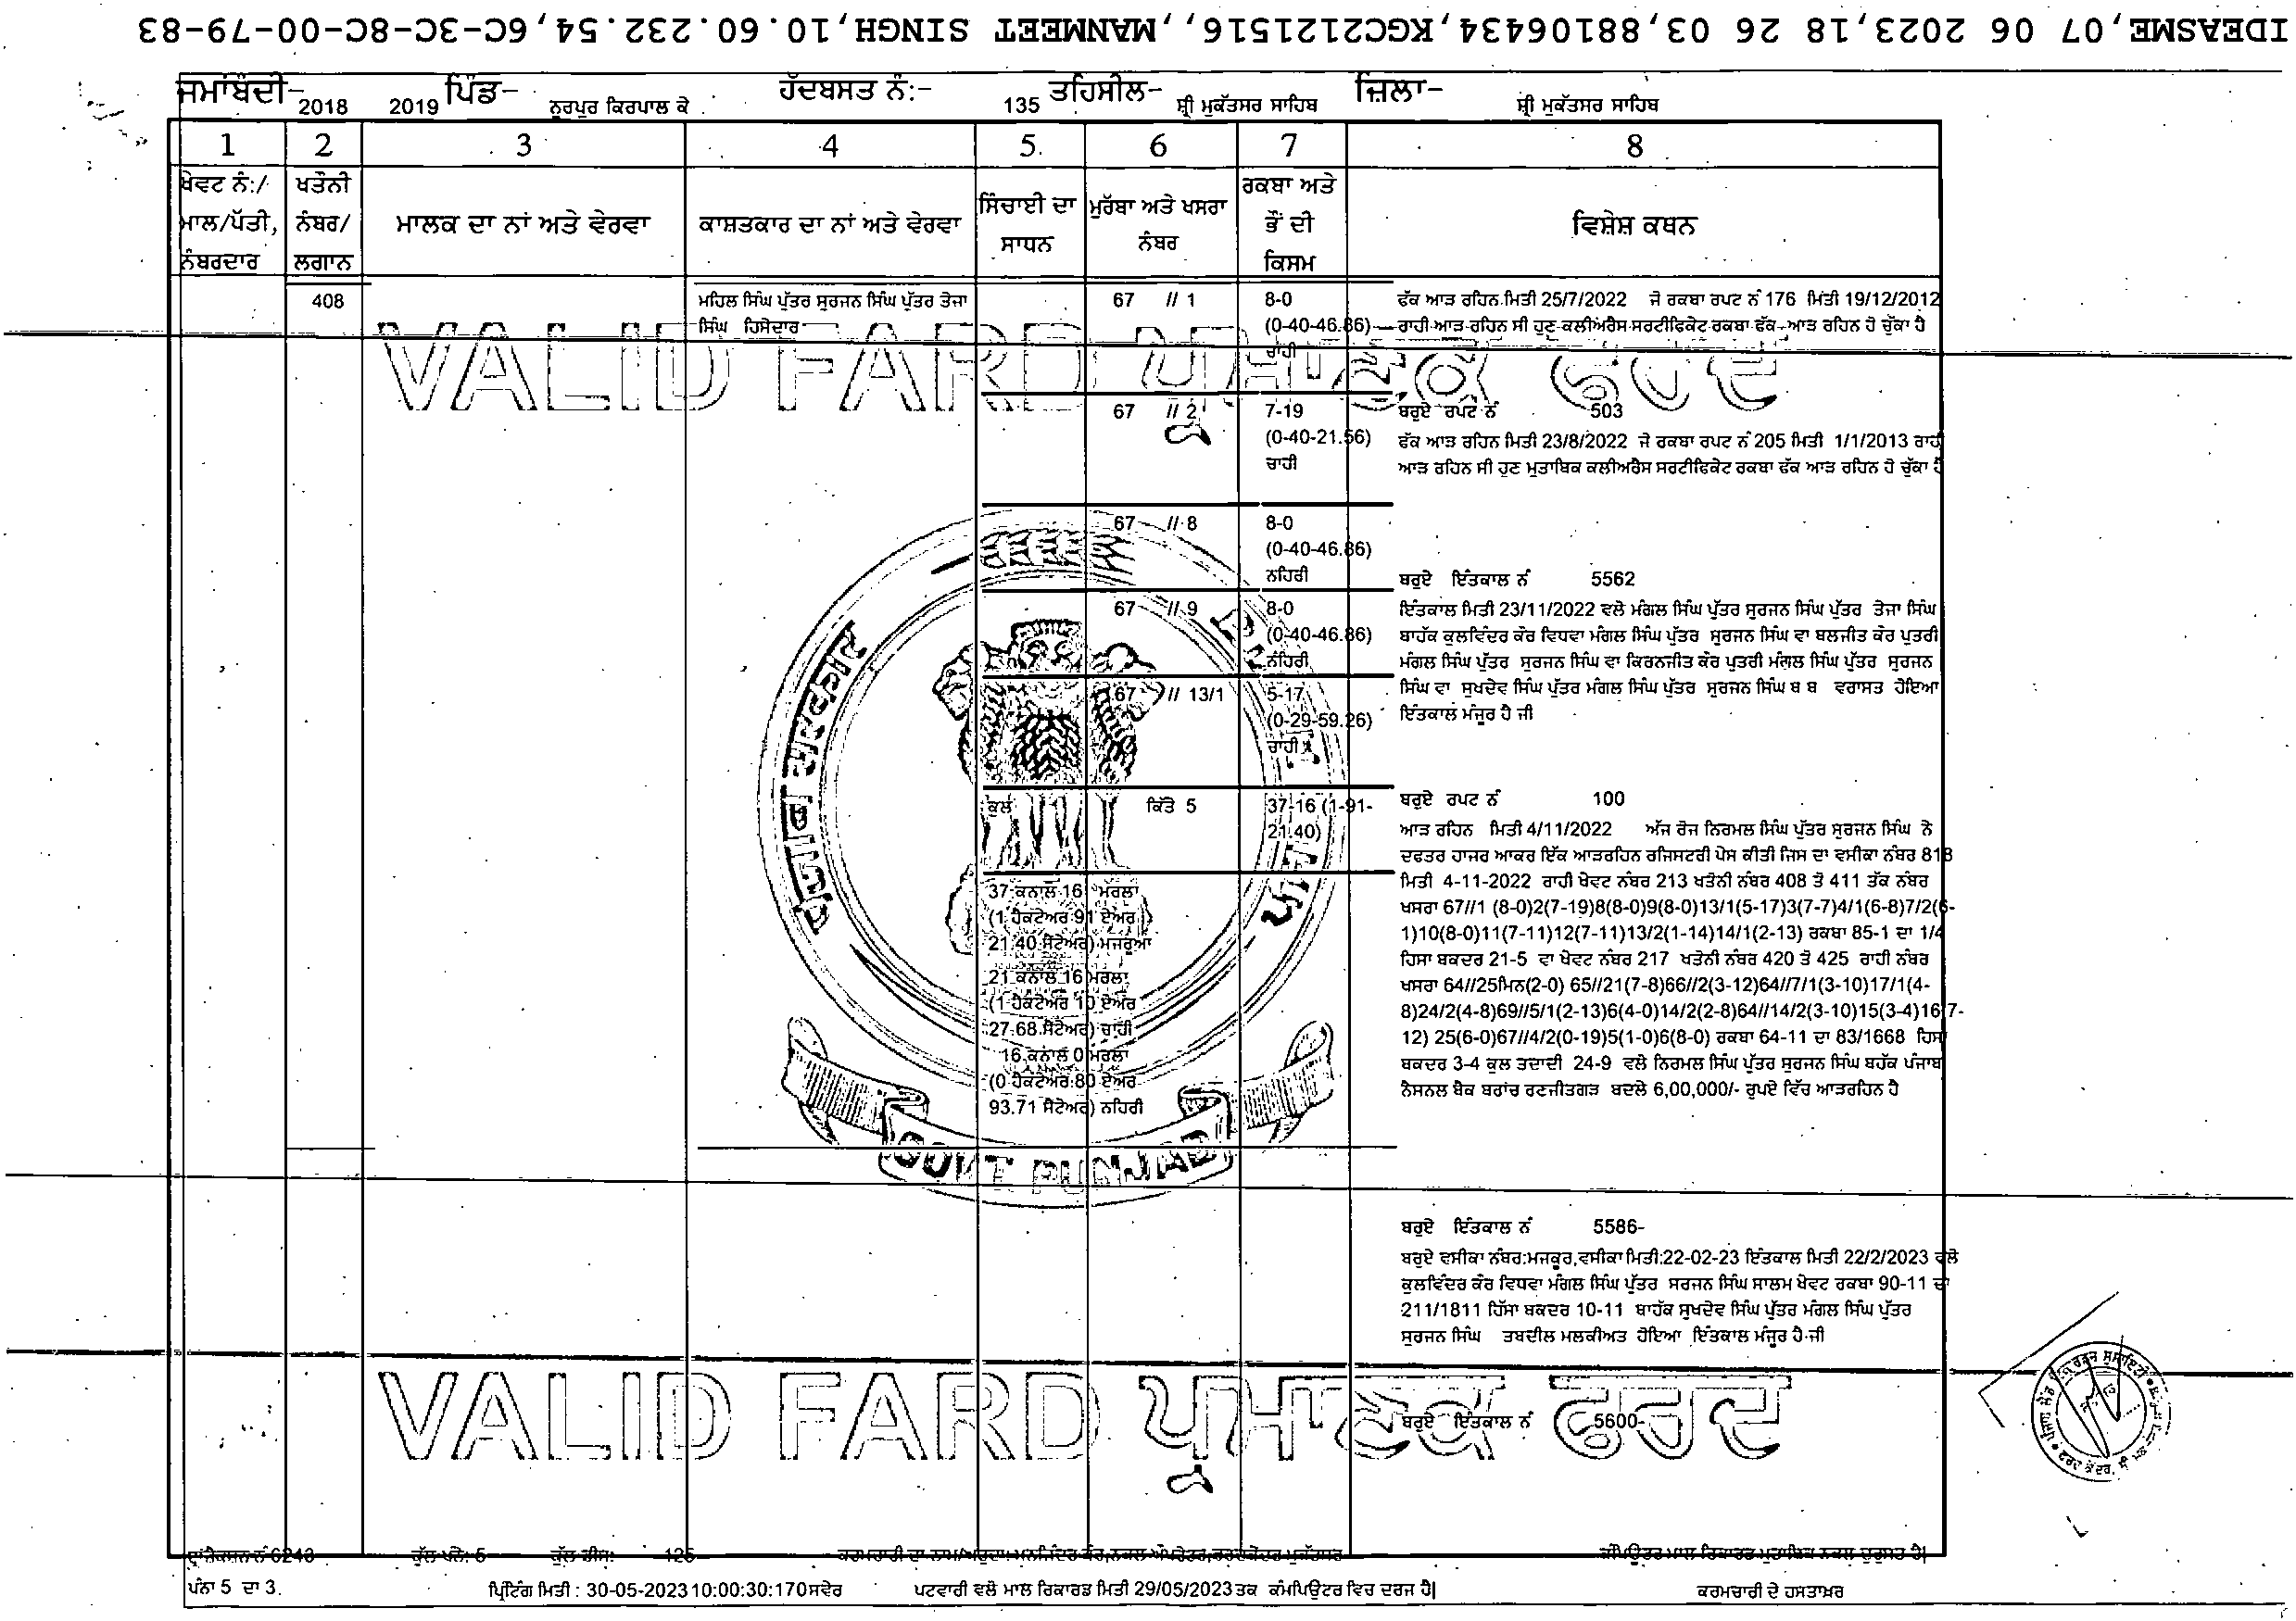 IDEASME,07 06 2023,18 26 03,88106434,KGC21221516,,MANMEET SINGH,10.60.232.54,6C-3C-8C-00-79-83
ਜਮਾਂਬੰਦੀ- 2018 2019 ਪਿੰਡ- ਨੂਰਪੁਰ ਕਿਰਪਾਲ ਕੇ ਹੱਦਬਸਤ ਨੰ:- 135 ਤਹਿਸੀਲ- ਸ਼੍ਰੀ ਮੁਕੱਤਸਰ ਸਾਹਿਬ ਜ਼ਿਲਾ- ਸ਼੍ਰੀ ਮੁਕੱਤਸਰ ਸਾਹਿਬ
1 2 3 4 5. 6 7 8
ਖੇਵਟ ਨੰ:/ ਮਾਲ/ਪੱਤੀ, ਨੰਬਰਦਾਰ
ਖਤੌਨੀ ਨੰਬਰ/ ਲਗਾਨ
ਮਾਲਕ ਦਾ ਨਾਂ ਅਤੇ ਵੇਰਵਾ
ਕਾਸ਼ਤਕਾਰ ਦਾ ਨਾਂ ਅਤੇ ਵੇਰਵਾ
ਸਿੰਚਾਈ ਦਾ ਸਾਧਨ
ਮੁਰੱਬਾ ਅਤੇ ਖਸਰਾ ਨੰਬਰ
ਰਕਬਾ ਅਤੇ ਭੌਂ ਦੀ ਕਿਸਮ
ਵਿਸ਼ੇਸ਼ ਕਥਨ
408
ਮਹਿਲ ਸਿੰਘ ਪੁੱਤਰ ਸੁਰਜਨ ਸਿੰਘ ਪੁੱਤਰ ਤੇਜਾ
ਸਿੰਘ ਹਿਸੇਦਾਰ
67 // 1 8-0
(0-40-46.86)
ਚਾਹੀ
67 // 2 7-19
(0-40-21.56)
ਚਾਹੀ
67 // 8 8-0
(0-40-46.86)
ਨਹਿਰੀ
67 // 9 8-0
(0-40-46.86)
ਨਹਿਰੀ
67 // 13/1 5-17
(0-29-59.26)
ਚਾਹੀ
ਕੁਲ ਕਿੱਤੇ 5 37-16 (1-91-
21.40)
37 ਕਨਾਲ 16 ਮਰਲਾ
(1 ਹੈਕਟੇਅਰ 91 ਏਅਰ
21.40 ਸੈਂਟੇਅਰ) ਮਜਰੂਆ
21 ਕਨਾਲ 16 ਮਰਲਾ
(1 ਹੈਕਟੇਅਰ 10 ਏਅਰ
27.68 ਸੈਂਟੇਅਰ) ਚਾਹੀ
16 ਕਨਾਲ 0 ਮਰਲਾ
(0 ਹੈਕਟੇਅਰ 80 ਏਅਰ
93.71 ਸੈਂਟੇਅਰ) ਨਹਿਰੀ
ਫੱਕ ਆੜ ਰਹਿਨ ਮਿਤੀ 25/7/2022 ਜੋ ਰਕਬਾ ਰਪਟ ਨੰ 176 ਮਿਤੀ 19/12/2012
ਰਾਹੀ ਆੜ ਰਹਿਨ ਸੀ ਹੁਣ ਕਲੀਅਰੈਸ ਸਰਟੀਫਿਕੇਟ ਰਕਬਾ ਫੱਕ ਆੜ ਰਹਿਨ ਹੋ ਚੁੱਕਾ ਹੈ
ਬਰੁਏ ਰਪਟ ਨੰ 503
ਫੱਕ ਆੜ ਰਹਿਨ ਮਿਤੀ 23/8/2022 ਜੋ ਰਕਬਾ ਰਪਟ ਨੰ 205 ਮਿਤੀ 1/1/2013 ਰਾਹੀ
ਆੜ ਰਹਿਨ ਸੀ ਹੁਣ ਮੁਤਾਬਿਕ ਕਲੀਅਰੈਸ ਸਰਟੀਫਿਕੇਟ ਰਕਬਾ ਫੱਕ ਆੜ ਰਹਿਨ ਹੋ ਚੁੱਕਾ ਹੈ
ਬਰੁਏ ਇੰਤਕਾਲ ਨੰ 5562
ਇੰਤਕਾਲ ਮਿਤੀ 23/11/2022 ਵਲੋ ਮੰਗਲ ਸਿੰਘ ਪੁੱਤਰ ਸੁਰਜਨ ਸਿੰਘ ਪੁੱਤਰ ਤੇਜਾ ਸਿੰਘ
ਬਾਹੱਕ ਕੁਲਵਿੰਦਰ ਕੌਰ ਵਿਧਵਾ ਮੰਗਲ ਸਿੰਘ ਪੁੱਤਰ ਸੁਰਜਨ ਸਿੰਘ ਵਾ ਬਲਜੀਤ ਕੌਰ ਪੁਤਰੀ
ਮੰਗਲ ਸਿੰਘ ਪੁੱਤਰ ਸੁਰਜਨ ਸਿੰਘ ਵਾ ਕਿਰਨਜੀਤ ਕੌਰ ਪੁਤਰੀ ਮੰਗਲ ਸਿੰਘ ਪੁੱਤਰ ਸੁਰਜਨ
ਸਿੰਘ ਵਾ ਸੁਖਦੇਵ ਸਿੰਘ ਪੁੱਤਰ ਮੰਗਲ ਸਿੰਘ ਪੁੱਤਰ ਸੁਰਜਨ ਸਿੰਘ ਬ ਬ ਵਰਾਸਤ ਹੋਇਆ
ਇੰਤਕਾਲ ਮੰਜੂਰ ਹੈ ਜੀ
ਬਰੁਏ ਰਪਟ ਨੰ 100
ਆੜ ਰਹਿਨ ਮਿਤੀ 4/11/2022 ਅੱਜ ਰੋਜ ਨਿਰਮਲ ਸਿੰਘ ਪੁੱਤਰ ਸੁਰਜਨ ਸਿੰਘ ਨੇ
ਦਫਤਰ ਹਾਜਰ ਆਕਰ ਇੱਕ ਆੜਰਹਿਨ ਰਜਿਸਟਰੀ ਪੇਸ ਕੀਤੀ ਜਿਸ ਦਾ ਵਸੀਕਾ ਨੰਬਰ 818
ਮਿਤੀ 4-11-2022 ਰਾਹੀ ਖੇਵਟ ਨੰਬਰ 213 ਖਤੋਨੀ ਨੰਬਰ 408 ਤੋ 411 ਤੱਕ ਨੰਬਰ
ਖਸਰਾ 67//1 (8-0)2(7-19)8(8-0)9(8-0)13/1(5-17)3(7-7)4/1(6-8)7/2(6-
1)10(8-0)11(7-11)12(7-11)13/2(1-14)14/1(2-13) ਰਕਬਾ 85-1 ਦਾ 1/4
ਹਿਸਾ ਬਕਦਰ 21-5 ਵਾ ਖੇਵਟ ਨੰਬਰ 217 ਖਤੋਨੀ ਨੰਬਰ 420 ਤੋ 425 ਰਾਹੀ ਨੰਬਰ
ਖਸਰਾ 64//25ਮਿਨ(2-0) 65//21(7-8)66//2(3-12)64//7/1(3-10)17/1(4-
8)24/2(4-8)69//5/1(2-13)6(4-0)14/2(2-8)64//14/2(3-10)15(3-4)16(7-
12) 25(6-0)67//4/2(0-19)5(1-0)6(8-0) ਰਕਬਾ 64-11 ਦਾ 83/1668 ਹਿਸਾ
ਬਕਦਰ 3-4 ਕੁਲ ਤਦਾਦੀ 24-9 ਵਲੋ ਨਿਰਮਲ ਸਿੰਘ ਪੁੱਤਰ ਸੁਰਜਨ ਸਿੰਘ ਬਹੱਕ ਪੰਜਾਬ
ਨੈਸਨਲ ਬੈਕ ਬਰਾਂਚ ਰਣਜੀਤਗੜ ਬਦਲੇ 6,00,000/- ਰੁਪਏ ਵਿੱਚ ਆੜਰਹਿਨ ਹੈ
ਬਰੁਏ ਇੰਤਕਾਲ ਨੰ 5586-
ਬਰੁਏ ਵਸੀਕਾ ਨੰਬਰ:ਮਜਕੂਰ,ਵਸੀਕਾ ਮਿਤੀ:22-02-23 ਇੰਤਕਾਲ ਮਿਤੀ 22/2/2023 ਵਲੋ
ਕੁਲਵਿੰਦਰ ਕੌਰ ਵਿਧਵਾ ਮੰਗਲ ਸਿੰਘ ਪੁੱਤਰ ਸਰਜਨ ਸਿੰਘ ਸਾਲਮ ਖੇਵਟ ਰਕਬਾ 90-11 ਦਾ
211/1811 ਹਿੱਸਾ ਬਕਦਰ 10-11 ਬਾਹੱਕ ਸੁਖਦੇਵ ਸਿੰਘ ਪੁੱਤਰ ਮੰਗਲ ਸਿੰਘ ਪੁੱਤਰ
ਸੁਰਜਨ ਸਿੰਘ ਤਬਦੀਲ ਮਲਕੀਅਤ ਹੋਇਆ ਇੰਤਕਾਲ ਮੰਜੂਰ ਹੈ ਜੀ
ਬਰੁਏ ਇੰਤਕਾਲ ਨੰ 5600-
VALID FARD ਪ੍ਰਮਾਣਕ ਫਰਦ
ਪੰਜਾਬ ਸਰਕਾਰ
GOVT PUNJAB
VALID FARD ਪ੍ਰਮਾਣਕ ਫਰਦ
ਟ੍ਰਾਂਜੈਕਸ਼ਨ ਨੰ 6243 ਕੁੱਲ ਪੰਨੇ: 5 ਕੁੱਲ ਫੀਸ: 125
ਪੰਨਾ 5 ਦਾ 3. ਪ੍ਰਿੰਟਿੰਗ ਮਿਤੀ : 30-05-2023 10:00:30:170ਸਵੇਰ ਪਟਵਾਰੀ ਵਲੋ ਮਾਲ ਰਿਕਾਰਡ ਮਿਤੀ 29/05/2023 ਤਕ ਕੰਮਪਿਉਟਰ ਵਿਚ ਦਰਜ ਹੈ| ਕਰਮਚਾਰੀ ਦੇ ਹਸਤਾਖ਼ਰ